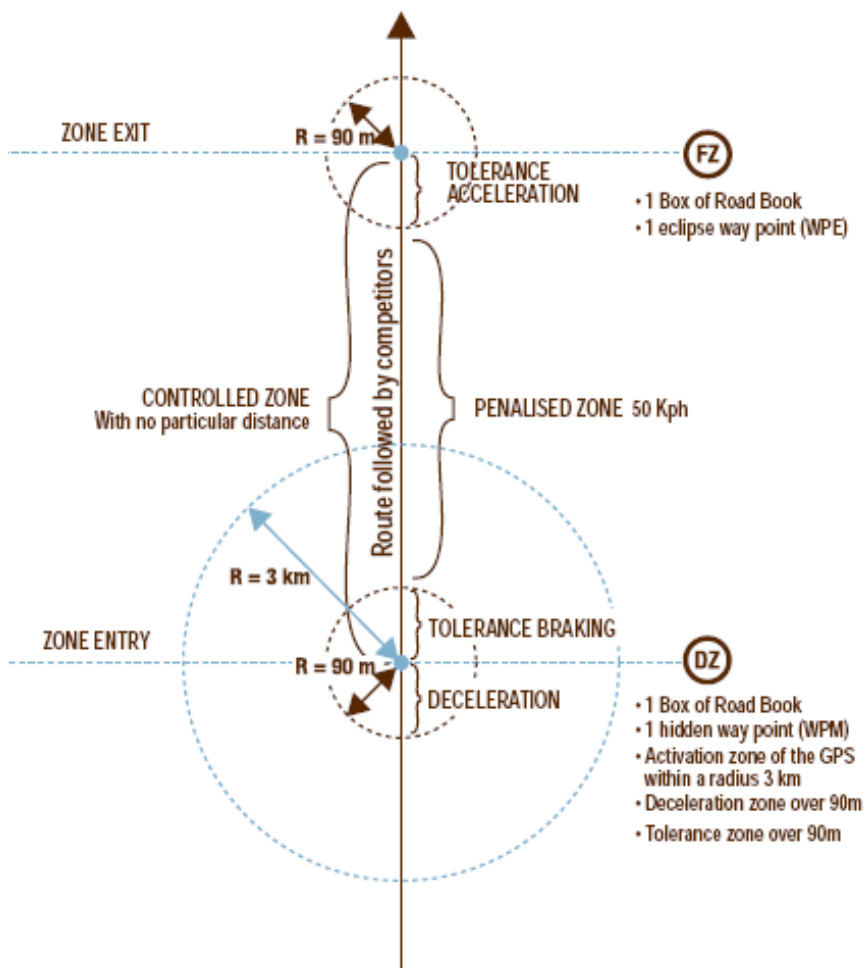 ZONE EXIT
R = 90 m
FZ
TOLERANCE
ACCELERATION
• 1 Box of Road Book
• 1 eclipse way point (WPE)
Route followed by competitors
CONTROLLED ZONE
With no particular distance
PENALISED ZONE 50 Kph
R = 3 km
ZONE ENTRY
TOLERANCE BRAKING
R = 90 m
DZ
DECELERATION
• 1 Box of Road Book
• 1 hidden way point (WPM)
• Activation zone of the GPS
within a radius 3 km
• Deceleration zone over 90m
• Tolerance zone over 90m